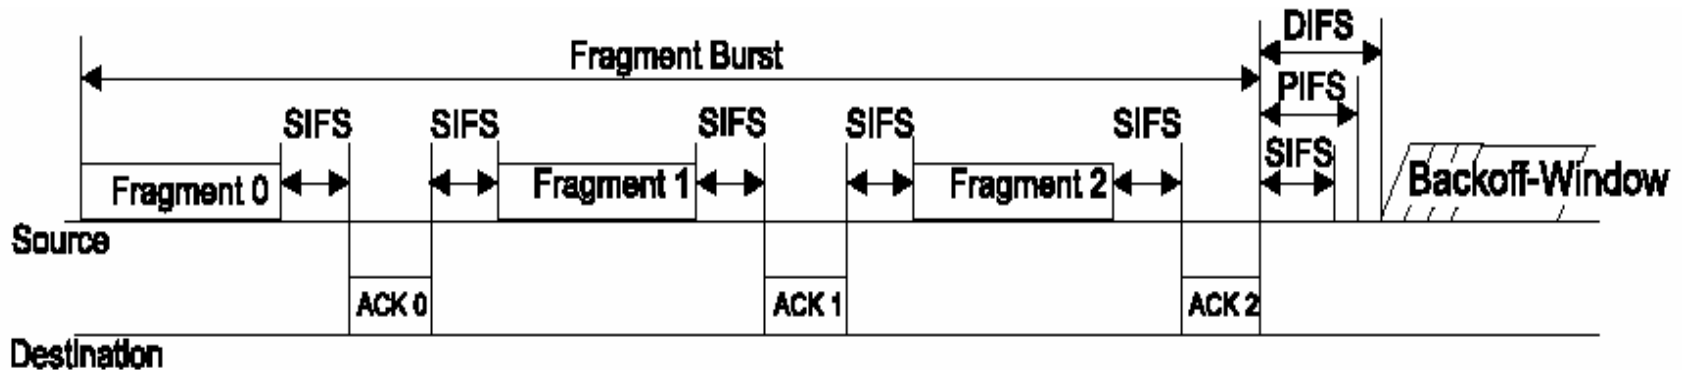 DIFS
Fragment Burst
PIFS
SIFS SIFS SIFS SIFS SIFS
SIFS
Fragment 0 Fragment 1 Fragment 2 Backoff-Window
Source
ACK 0 ACK 1 ACK 2
Destination